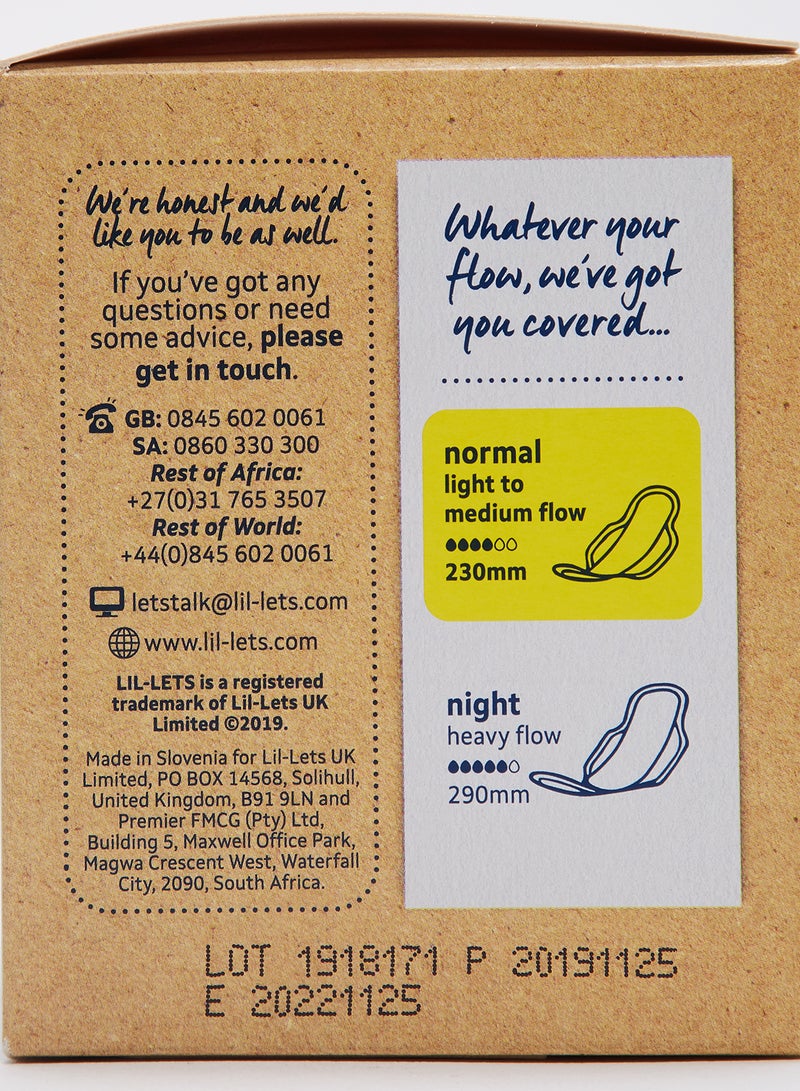 We're honest and we'd
like you to be as well.
If you've got any
questions or need
some advice, please
get in touch.
GB: 0845 602 0061
SA: 0860 330 300
Rest of Africa:
+27(0)31 765 3507
Rest of World:
+44(0)845 602 0061
letstalk@lil-lets.com
www.lil-lets.com
LIL-LETS is a registered
trademark of Lil-Lets UK
Limited ©2019.
Made in Slovenia for Lil-Lets UK
Limited, PO BOX 14568, Solihull,
United Kingdom, B91 9LN and
Premier FMCG (Pty) Ltd,
Building 5, Maxwell Office Park,
Magwa Crescent West, Waterfall
City, 2090, South Africa.
Whatever your
flow, we've got
you covered...
normal
light to
medium flow
230mm
night
heavy flow
290mm
LOT 1918171 P 20191125
E 20221125